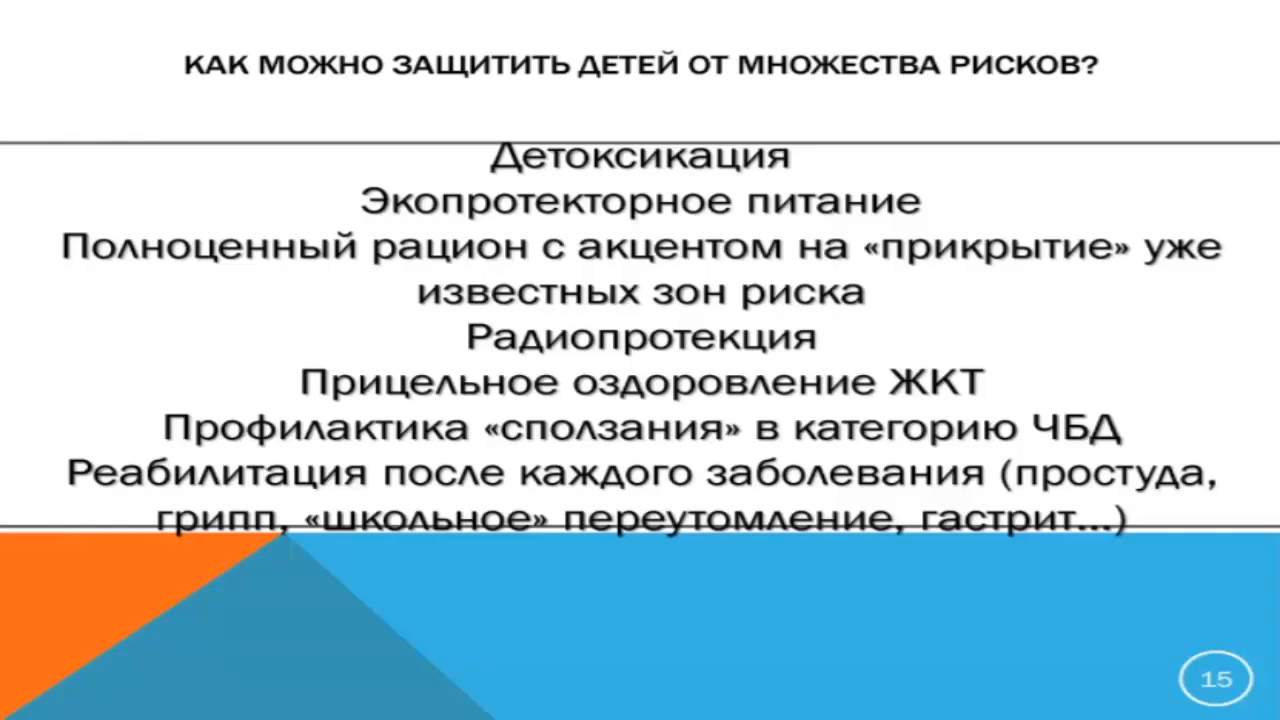 КАК МОЖНО ЗАЩИТИТЬ ДЕТЕЙ ОТ МНОЖЕСТВА РИСКОВ?
Детоксикация
Экопротекторное питание
Полноценный рацион с акцентом на «прикрытие» уже
известных зон риска
Радиопротекция
Прицельное оздоровление ЖКТ
Профилактика «сползания» в категорию ЧБД
Реабилитация после каждого заболевания (простуда,
грипп, «школьное» переутомление, гастрит...)
15